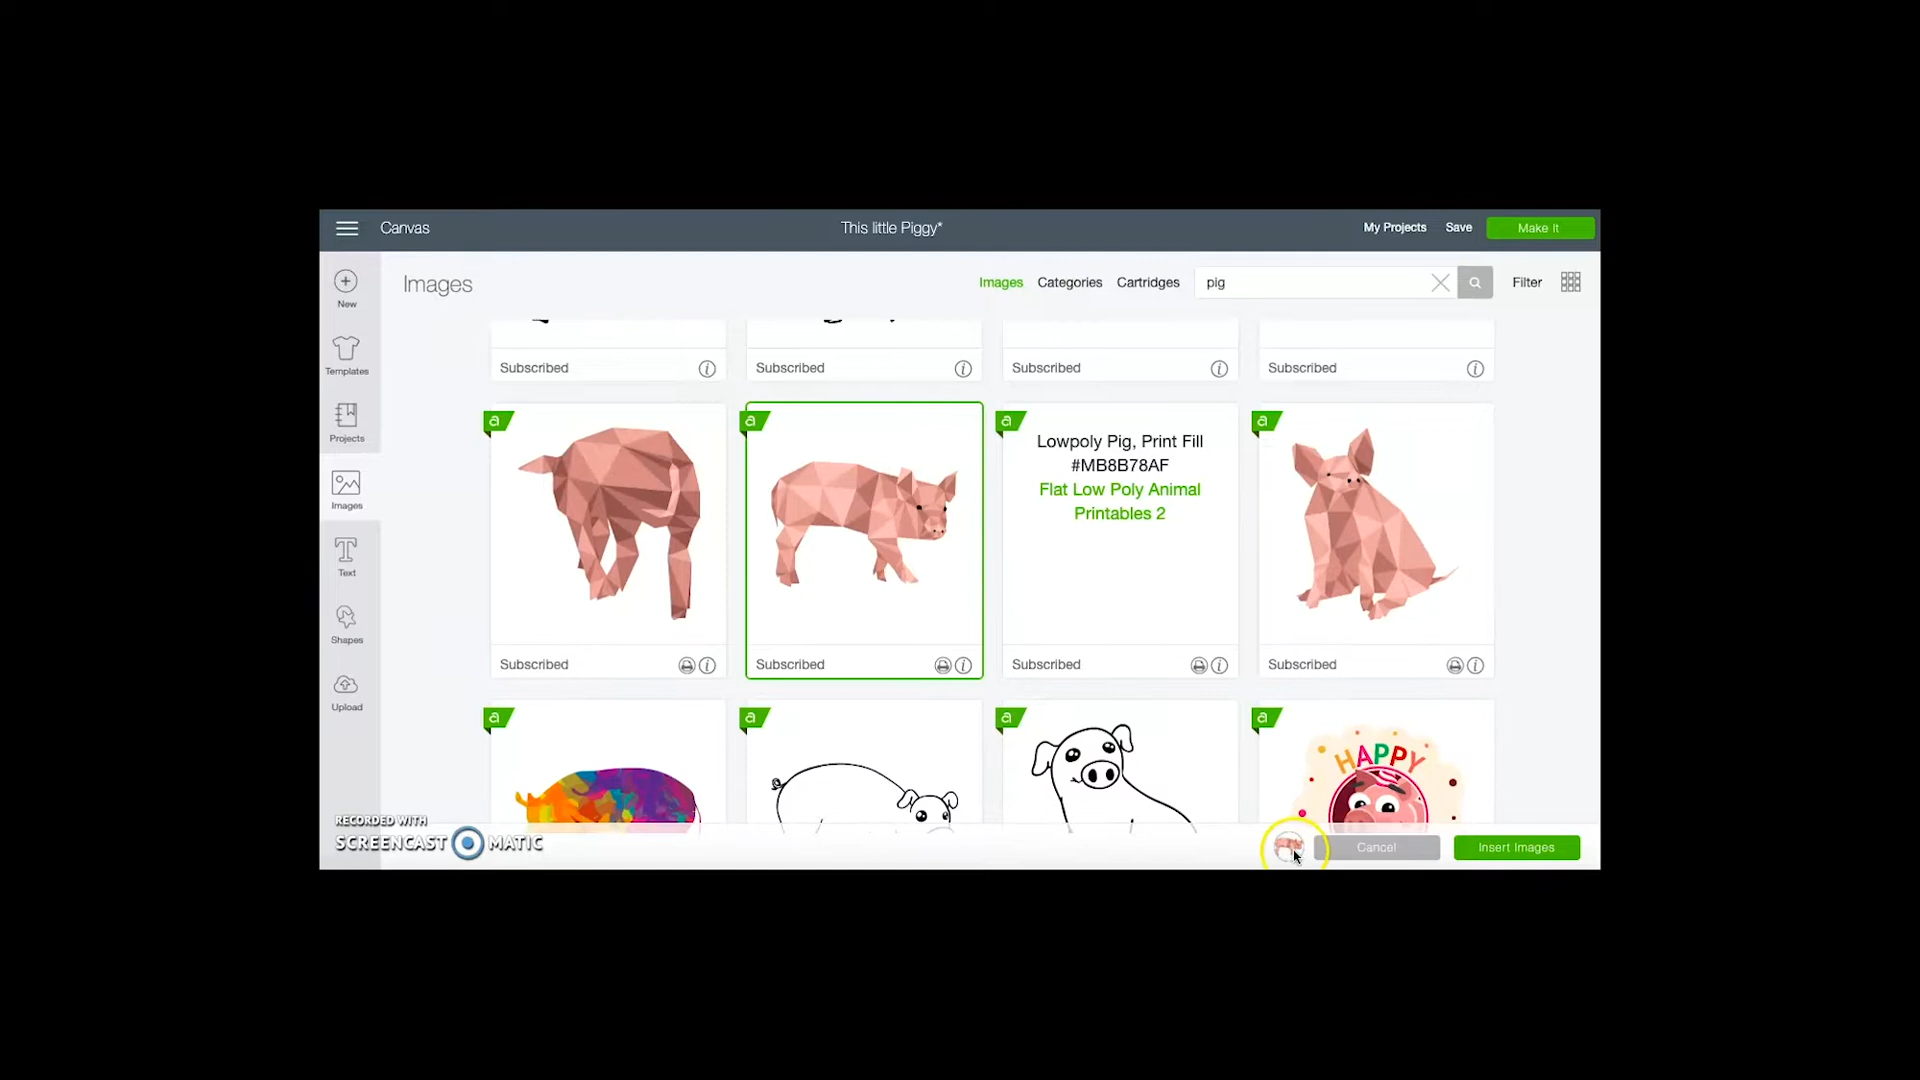 Canvas
This little Piggy*
My Projects
Save
Make It
New
Templates
Projects
Images
Text
Shapes
Upload
Images
Images
Categories
Cartridges
pig
Filter
Subscribed
Subscribed
Subscribed
Subscribed
a
a
a
a
Lowpoly Pig, Print Fill
#MB8B78AF
Flat Low Poly Animal
Printables 2
Subscribed
Subscribed
Subscribed
Subscribed
a
a
a
a
HAPPY
RECORDED WITH
SCREENCAST MATIC
Cancel
Insert Images